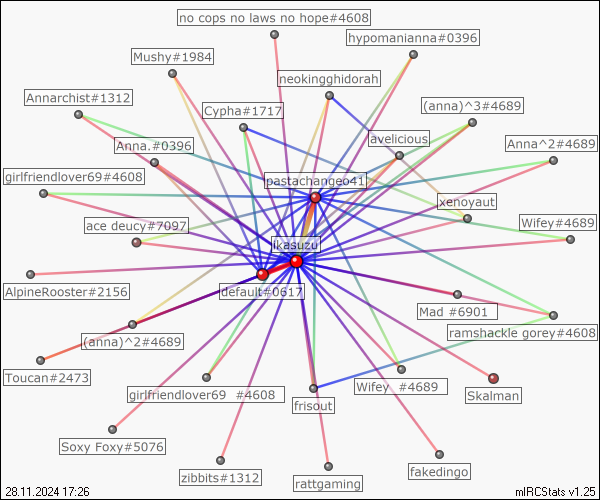 no cops no laws no hope#4608
hypomanianna#0396
Mushy#1984
neokingghidorah
Annarchist#1312
Cypha#1717
(anna)^3#4689
avelicious
Anna.#0396
Anna^2#4689
girlfriendlover69#4608
pastachangeo41
xenoyaut
ace deucy#7097
Wifey#4689
ikasuzu
AlpineRooster#2156
default#0617
Mad #6901
ramshackle gorey#4608
(anna)^2#4689
Toucan#2473
girlfriendlover69 #4608
Wifey_ #4689
Skalman
frisout
Soxy Foxy#5076
zibbits#1312
rattgaming
fakedingo
28.11.2024 17:26
mIRCStats v1.25